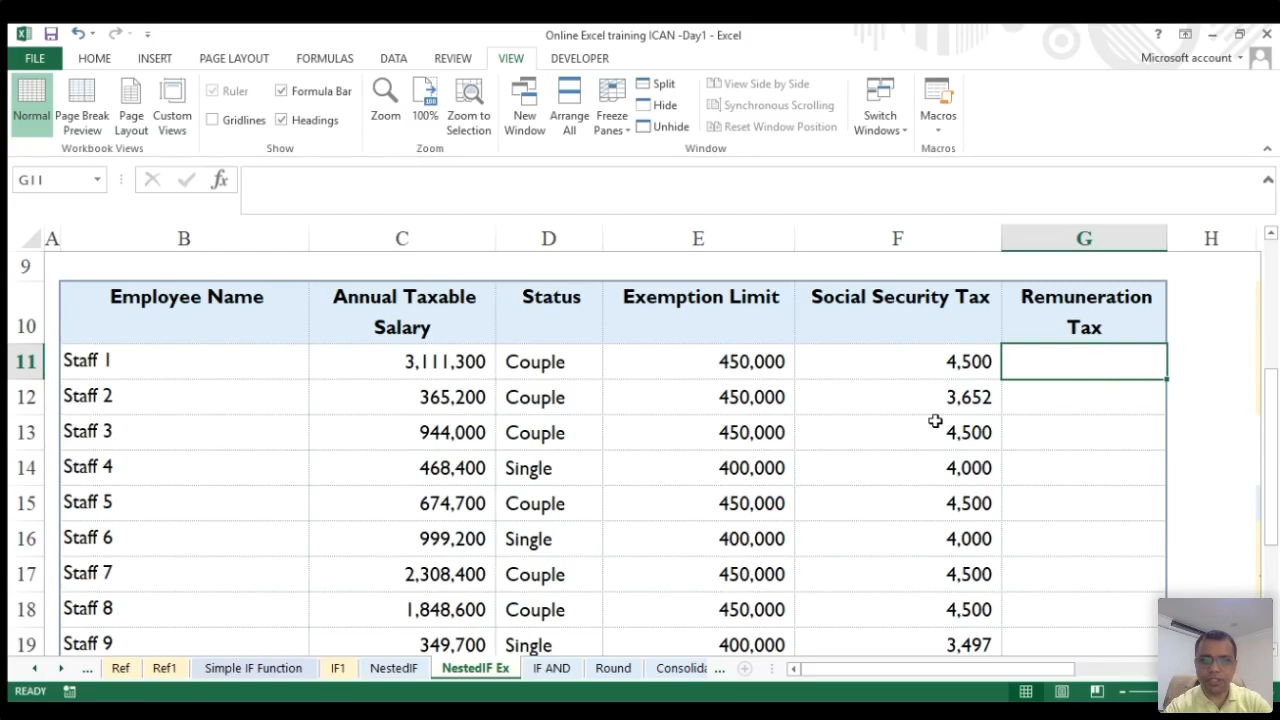 Online Excel training ICAN -Day1 - Excel
?
FILE HOME INSERT PAGE LAYOUT FORMULAS DATA REVIEW VIEW DEVELOPER Microsoft account
Normal Page Break Preview Page Layout Custom Views
Workbook Views
Ruler Formula Bar
Gridlines Headings
Show
Zoom 100% Zoom to Selection
Zoom
New Window Arrange All Freeze Panes
Split
Hide
Unhide
View Side by Side
Synchronous Scrolling
Reset Window Position
Switch Windows
Window
Macros
Macros
G11 fx
A B C D E F G H
9
10 Employee Name Annual Taxable Salary Status Exemption Limit Social Security Tax Remuneration Tax
11 Staff 1 3,111,300 Couple 450,000 4,500
12 Staff 2 365,200 Couple 450,000 3,652
13 Staff 3 944,000 Couple 450,000 4,500
14 Staff 4 468,400 Single 400,000 4,000
15 Staff 5 674,700 Couple 450,000 4,500
16 Staff 6 999,200 Single 400,000 4,000
17 Staff 7 2,308,400 Couple 450,000 4,500
18 Staff 8 1,848,600 Couple 450,000 4,500
19 Staff 9 349,700 Single 400,000 3,497
... Ref Ref1 Simple IF Function IF1 NestedIF NestedIF Ex IF AND Round Consolida ...
READY